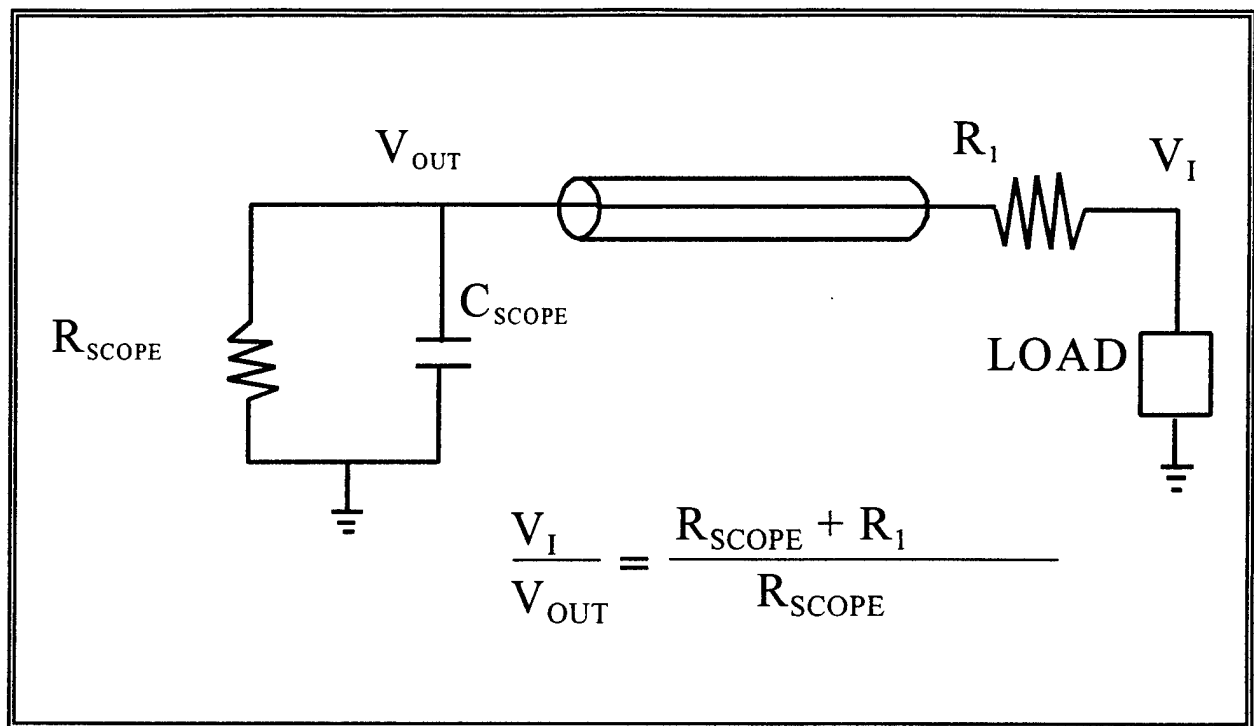 V_OUT
R_1
V_I
C_SCOPE
R_SCOPE
LOAD
V_I / V_OUT = R_SCOPE + R_1 / R_SCOPE